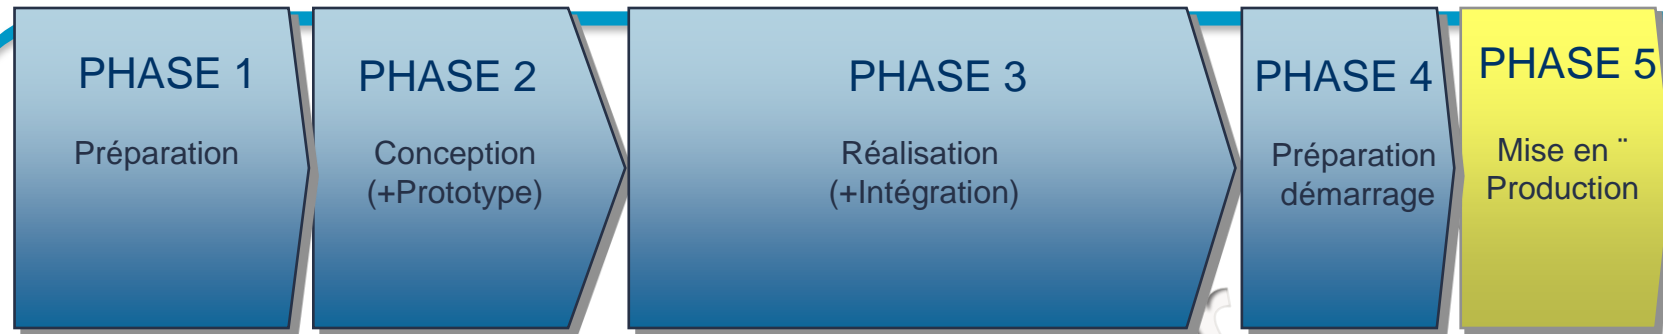 PHASE 1
Préparation
PHASE 2
Conception
(+Prototype)
PHASE 3
Réalisation
(+Intégration)
PHASE 4
Préparation
démarrage
PHASE 5
Mise en ¨
Production